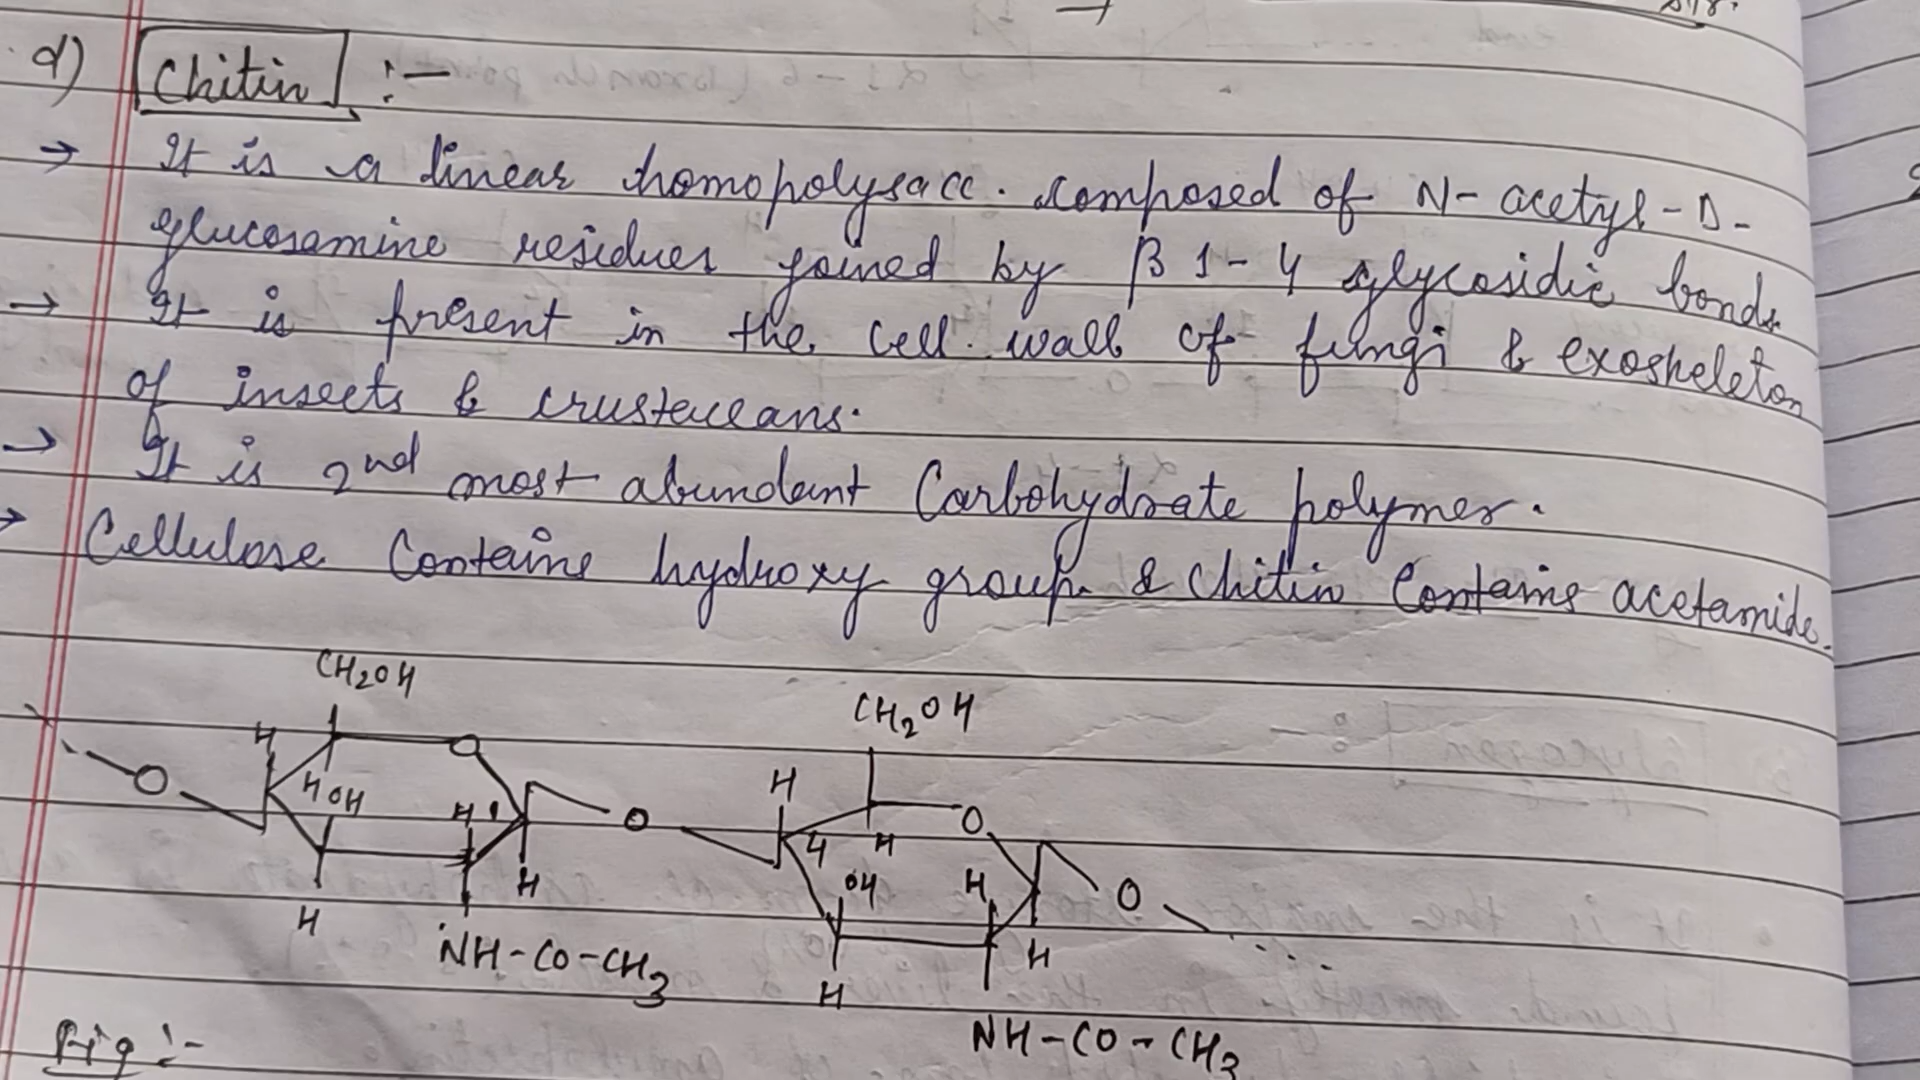 d) Chitin :-
→ It is a linear homopolysacc. composed of N-acetyl-D-
glucosamine residues joined by β 1-4 glycosidic bonds
→ It is present in the cell wall of fungi & exoskeleton
of insects & crustaceans.
→ It is 2nd most abundant Carbohydrate polymer.
→ Cellulose Contains hydroxy group & Chitin Contains acetamide.
CH2OH CH2OH
H O H
O H OH H 1 O 4 H O
H OH H O
H NH-CO-CH3 H H
NH-CO-CH3
Fig :-